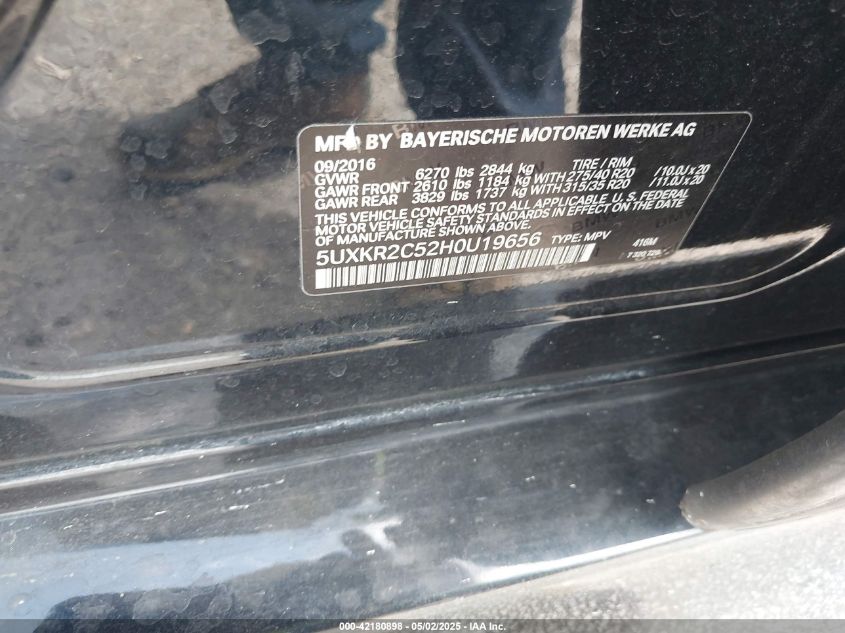 MFD BY BAYERISCHE MOTOREN WERKE AG
09/2016 TIRE / RIM
GVWR 6270 lbs 2844 kg
GAWR FRONT 2610 lbs 1184 kg WITH 275/40 R20 /10.0J x 20
GAWR REAR 3829 lbs 1737 kg WITH 315/35 R20 /11.0J x 20
THIS VEHICLE CONFORMS TO ALL APPLICABLE U. S. FEDERAL
MOTOR VEHICLE SAFETY STANDARDS IN EFFECT ON THE DATE OF
MANUFACTURE SHOWN ABOVE.
5UXKR2C52H0U19656 TYPE: MPV 416M
7 320 726
000-42180898 - 05/02/2025 - IAA Inc.